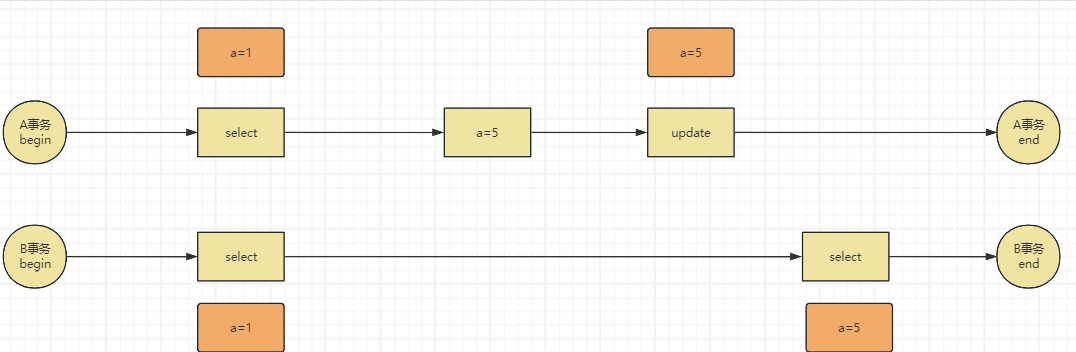 a=1
a=5
A事务
begin
select
a=5
update
A事务
end
B事务
begin
select
select
B事务
end
a=1
a=5